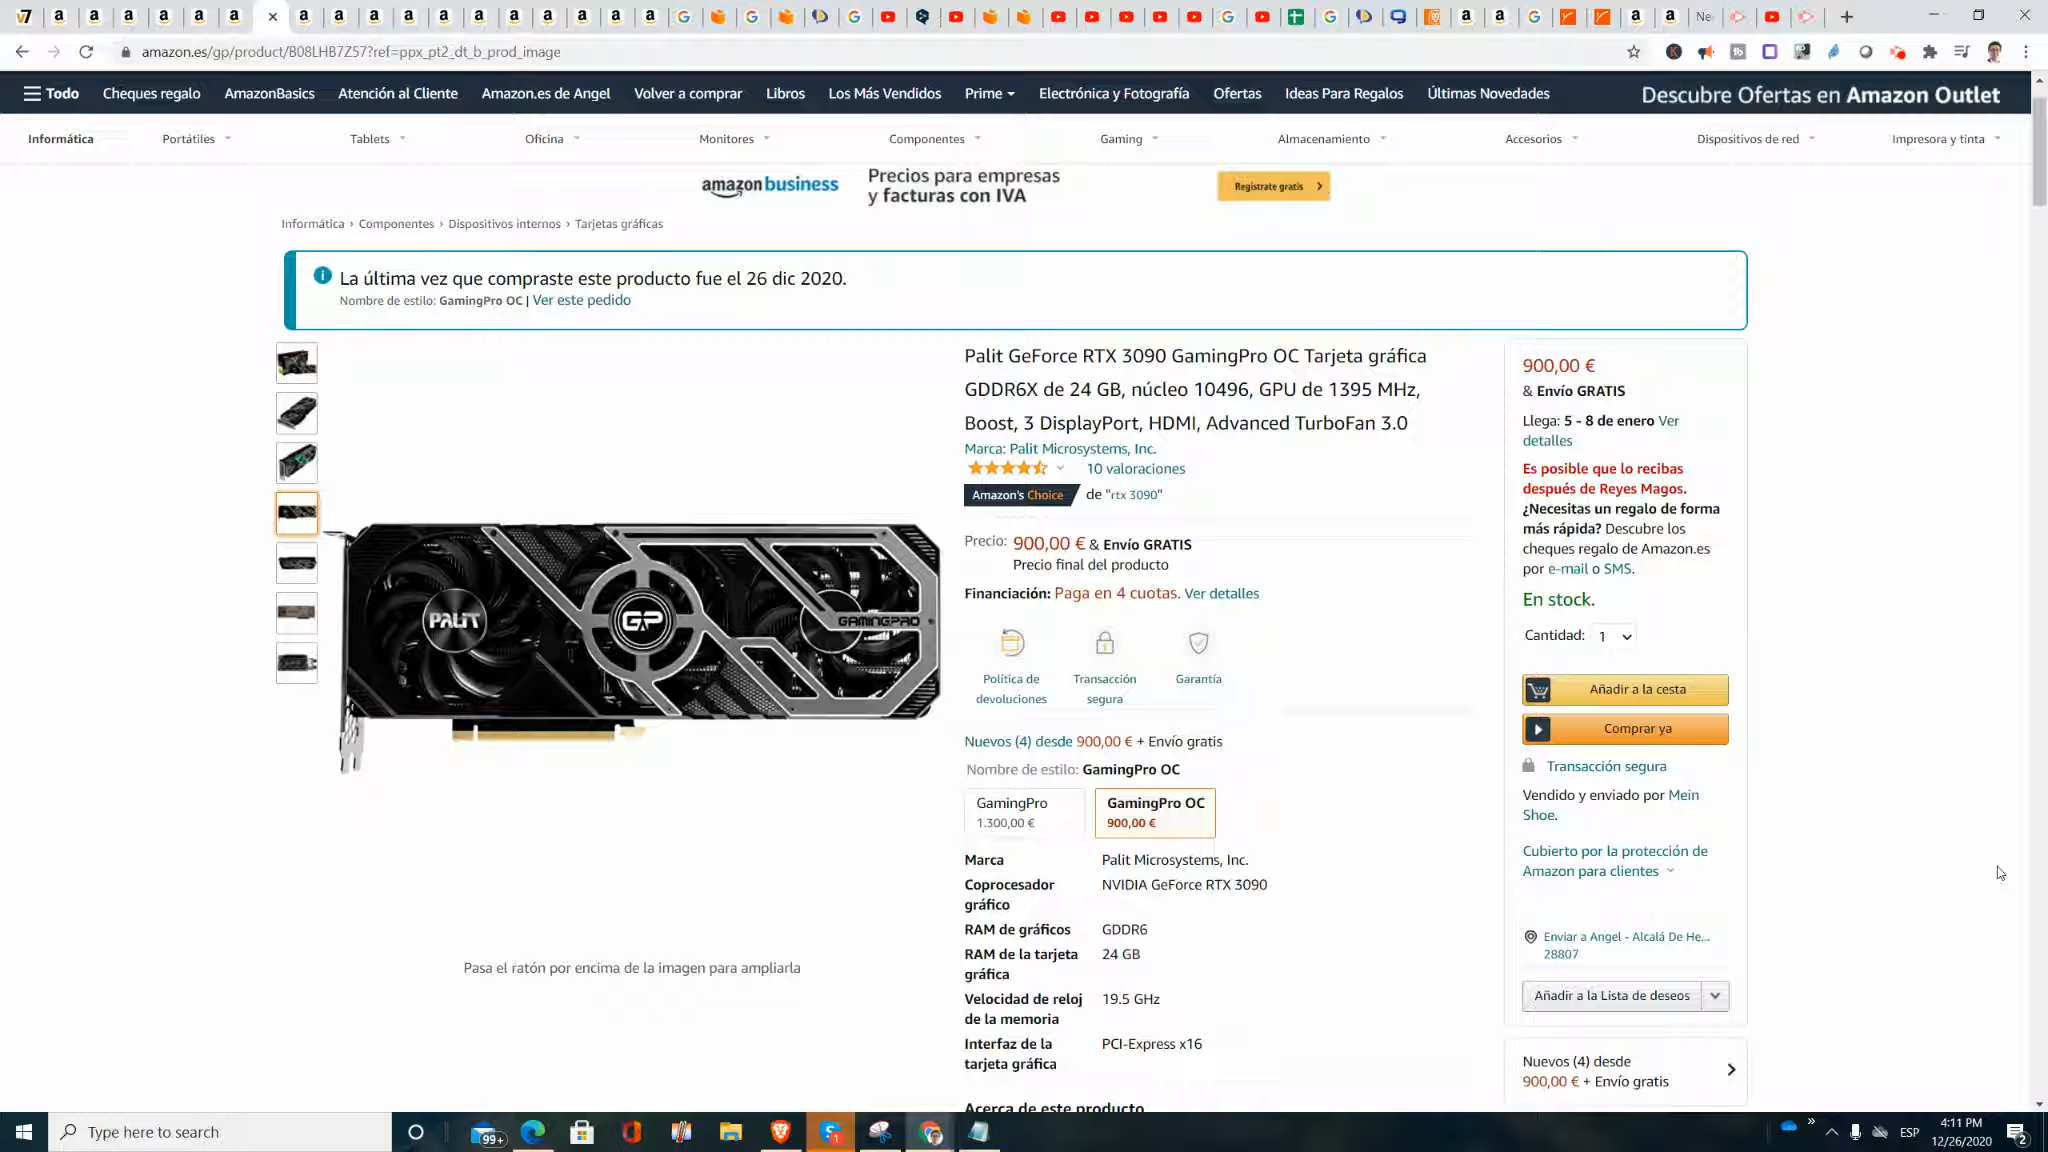 amazon.es/gp/product/B08LHB7Z57?ref=ppx_pt2_dt_b_prod_image
Todo Cheques regalo AmazonBasics Atención al Cliente Amazon.es de Angel Volver a comprar Libros Los Más Vendidos Prime Electrónica y Fotografía Ofertas Ideas Para Regalos Últimas Novedades Descubre Ofertas en Amazon Outlet
Informática Portátiles Tablets Oficina Monitores Componentes Gaming Almacenamiento Accesorios Dispositivos de red Impresora y tinta
amazon business Precios para empresas
y facturas con IVA
Regístrate gratis
Informática › Componentes › Dispositivos internos › Tarjetas gráficas
La última vez que compraste este producto fue el 26 dic 2020.
Nombre de estilo: GamingPro OC | Ver este pedido
PALIT
GP
GAMINGPRO
Pasa el ratón por encima de la imagen para ampliarla
Palit GeForce RTX 3090 GamingPro OC Tarjeta gráfica
GDDR6X de 24 GB, núcleo 10496, GPU de 1395 MHz,
Boost, 3 DisplayPort, HDMI, Advanced TurboFan 3.0
Marca: Palit Microsystems, Inc.
10 valoraciones
Amazon's Choice de "rtx 3090"
Precio: 900,00 € & Envío GRATIS
Precio final del producto
Financiación: Paga en 4 cuotas. Ver detalles
Política de
devoluciones
Transacción
segura
Garantía
Nuevos (4) desde 900,00 € + Envío gratis
Nombre de estilo: GamingPro OC
GamingPro
1.300,00 €
GamingPro OC
900,00 €
Marca Palit Microsystems, Inc.
Coprocesador NVIDIA GeForce RTX 3090
gráfico
RAM de gráficos GDDR6
RAM de la tarjeta 24 GB
gráfica
Velocidad de reloj 19.5 GHz
de la memoria
Interfaz de la PCI-Express x16
tarjeta gráfica
Acerca de este producto
900,00 €
& Envío GRATIS
Llega: 5 - 8 de enero Ver
detalles
Es posible que lo recibas
después de Reyes Magos.
¿Necesitas un regalo de forma
más rápida? Descubre los
cheques regalo de Amazon.es
por e-mail o SMS.
En stock.
Cantidad: 1
Añadir a la cesta
Comprar ya
Transacción segura
Vendido y enviado por Mein
Shoe.
Cubierto por la protección de
Amazon para clientes
Enviar a Angel - Alcalá De He...
28807
Añadir a la Lista de deseos
Nuevos (4) desde
900,00 € + Envío gratis
Type here to search
99+
1
ESP
4:11 PM
12/26/2020
2